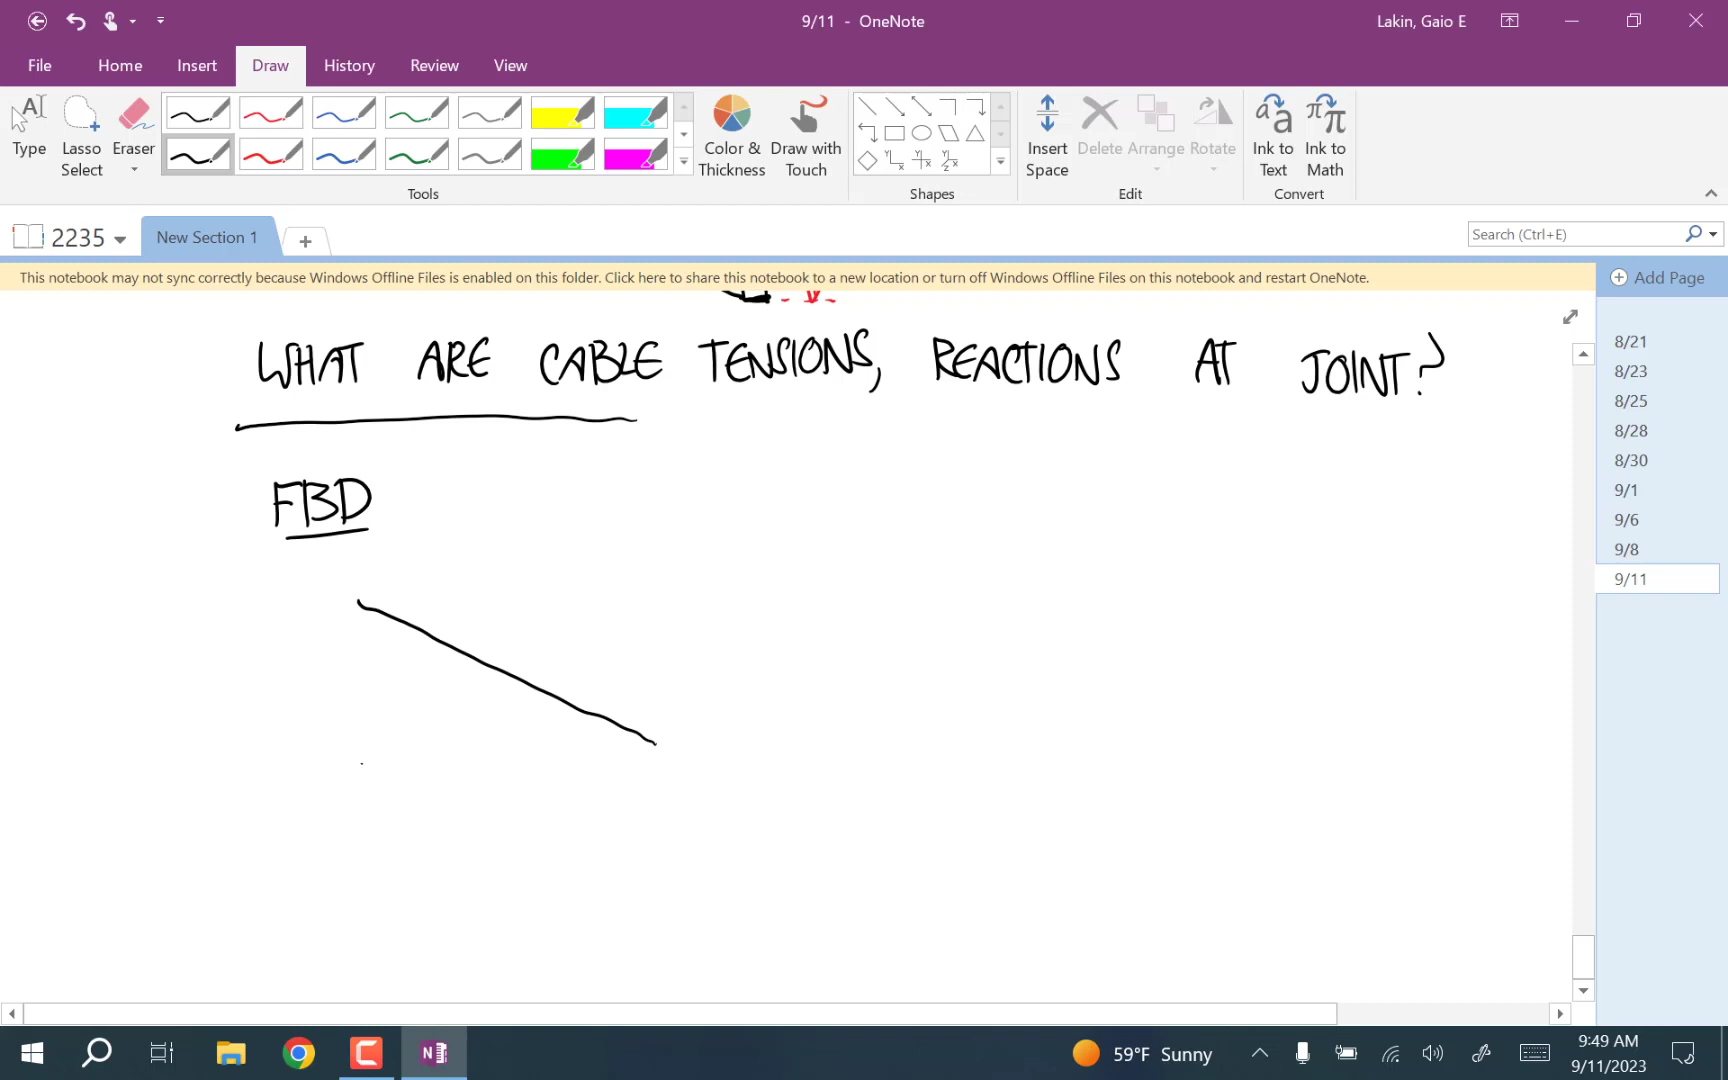 9/11 - OneNote
Lakin, Gaio E
File Home Insert Draw History Review View
Type
Lasso Select
Eraser
Color & Thickness
Draw with Touch
Insert Space
Delete
Arrange
Rotate
Ink to Text
Ink to Math
Tools
Shapes
Edit
Convert
2235
New Section 1
Search (Ctrl+E)
This notebook may not sync correctly because Windows Offline Files is enabled on this folder. Click here to share this notebook to a new location or turn off Windows Offline Files on this notebook and restart OneNote.
Add Page
8/21
8/23
8/25
8/28
8/30
9/1
9/6
9/8
9/11
WHAT ARE CABLE TENSIONS, REACTIONS AT JOINT?
FBD
59°F Sunny
9:49 AM
9/11/2023